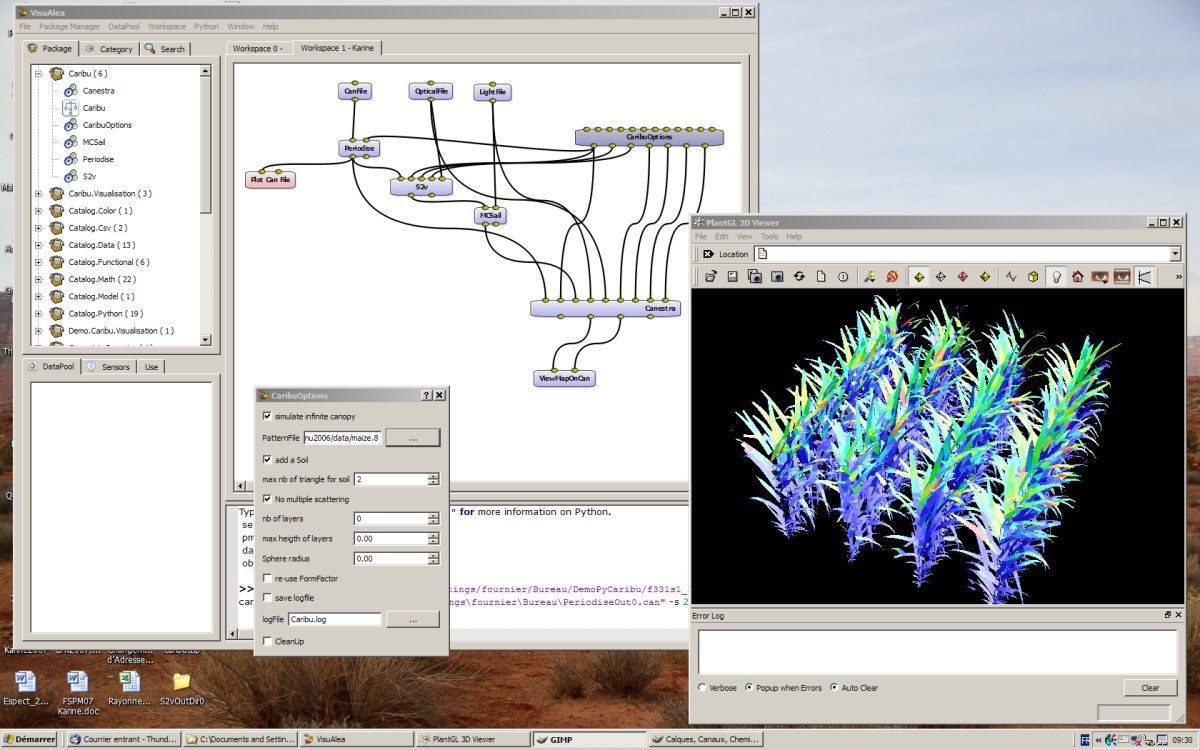 VisuAlea
File Package Manager DataPool Workspace Python Window Help
Package Category Search
Workspace 0 - Workspace 1 - Karine
Caribu ( 6 )
Canestra
Caribu
CaribuOptions
MCSail
Periodise
S2v
Caribu.Visualisation ( 3 )
Catalog.Color ( 1 )
Catalog.Csv ( 2 )
Catalog.Data ( 13 )
Catalog.Functional ( 6 )
Catalog.Math ( 22 )
Catalog.Model ( 1 )
Catalog.Python ( 19 )
Demo.Caribu.Visualisation ( 1 )
DataPool Sensors Use
CanFile OpticalFile LightFile
CaribuOptions
Periodise
Plot Can File
S2v
MCSail
Canestra
ViewMapOnCan
CaribuOptions
simulate infinite canopy
PatternFile nu2006/data/maize.8 ...
add a Soil
max nb of triangle for soil 2
No multiple scattering
nb of layers 0
max heigth of layers 0.00
Sphere radius 0.00
re-use FormFactor
save logfile
logFile Caribu.log ...
CleanUp
Typ " for more information on Python.
se
pm
da
ob
>> tings/fournier/Bureau/DemoPyCaribu/f331s1_
car ngs\fournier\Bureau\PeriodiseOut0.can" -s 2
PlantGL 3D Viewer
File Edit View Tools Help
Location
Error Log
Verbose Popup when Errors Auto Clear
Clear
d'Adresse...
Espect_2... FSPM07 Karine.doc Rayonne... S2vOutDir0
Démarrer Courrier entrant - Thund... C:\Documents and Settin... VisuAlea PlantGL 3D Viewer GIMP Calques, Canaux, Chemi... FR « 09:30